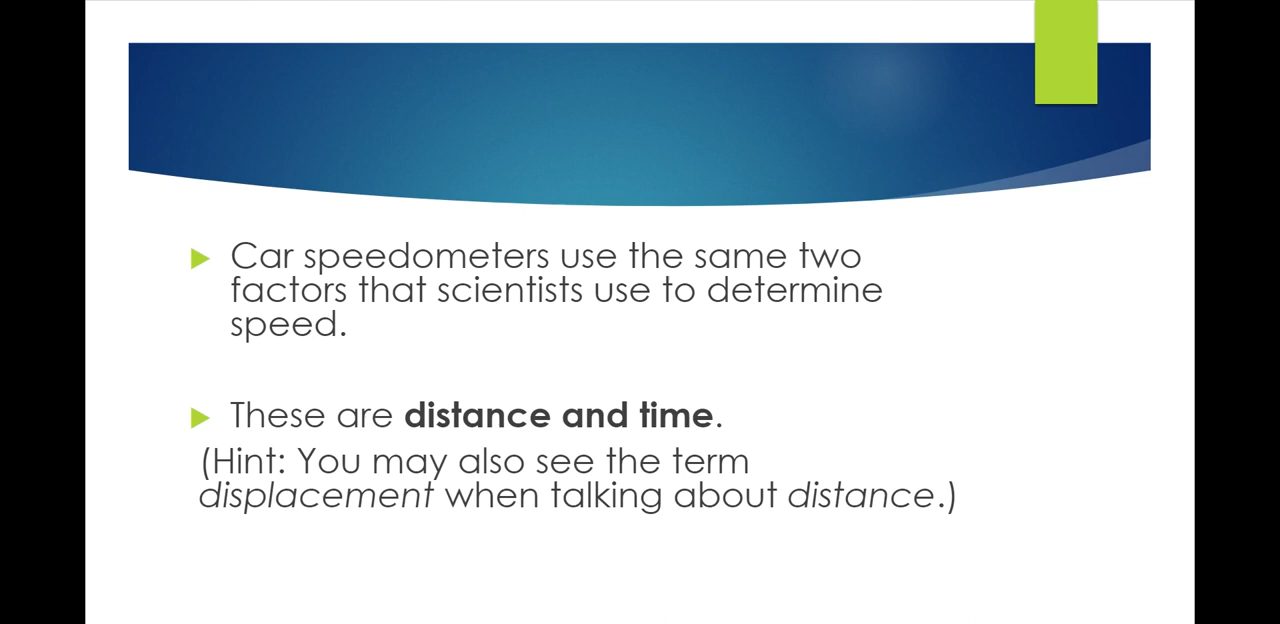 Car speedometers use the same two
factors that scientists use to determine
speed.
These are distance and time.
(Hint: You may also see the term
displacement when talking about distance.)